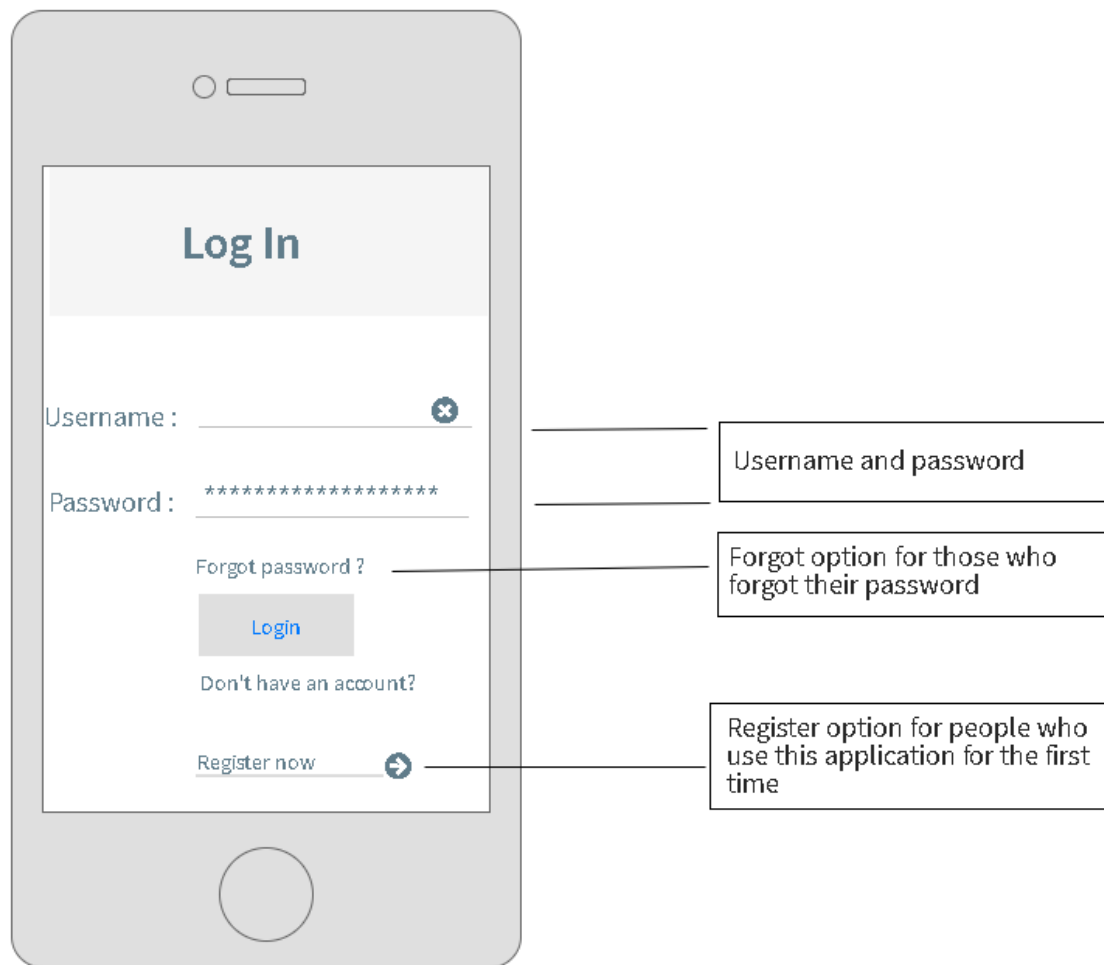 Log In
Username :
Password :
*******************
Username and password
Forgot password ?
Forgot option for those who
forgot their password
Login
Don't have an account?
Register now
Register option for people who
use this application for the first
time